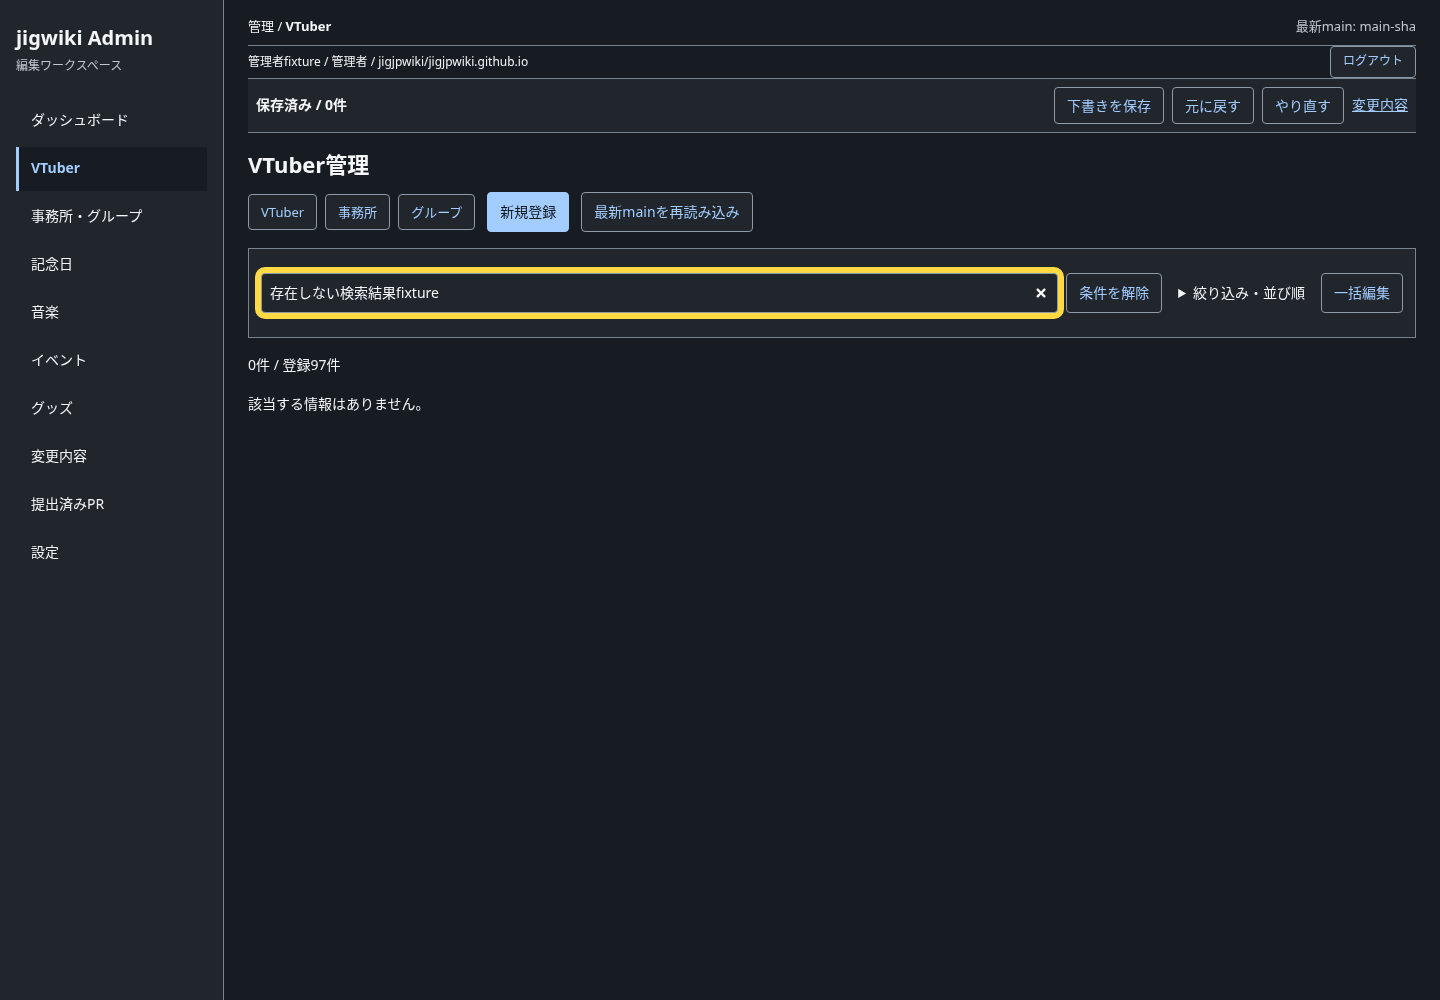 jigwiki Admin
編集ワークスペース
ダッシュボード
VTuber
事務所・グループ
記念日
音楽
イベント
グッズ
変更内容
提出済みPR
設定
管理 / VTuber
最新main: main-sha
管理者fixture / 管理者 / jigjpwiki/jigjpwiki.github.io
ログアウト
保存済み / 0件
下書きを保存 元に戻す やり直す 変更内容
VTuber管理
VTuber 事務所 グループ 新規登録 最新mainを再読み込み
存在しない検索結果fixture × 条件を解除 ▶ 絞り込み・並び順 一括編集
0件 / 登録97件
該当する情報はありません。